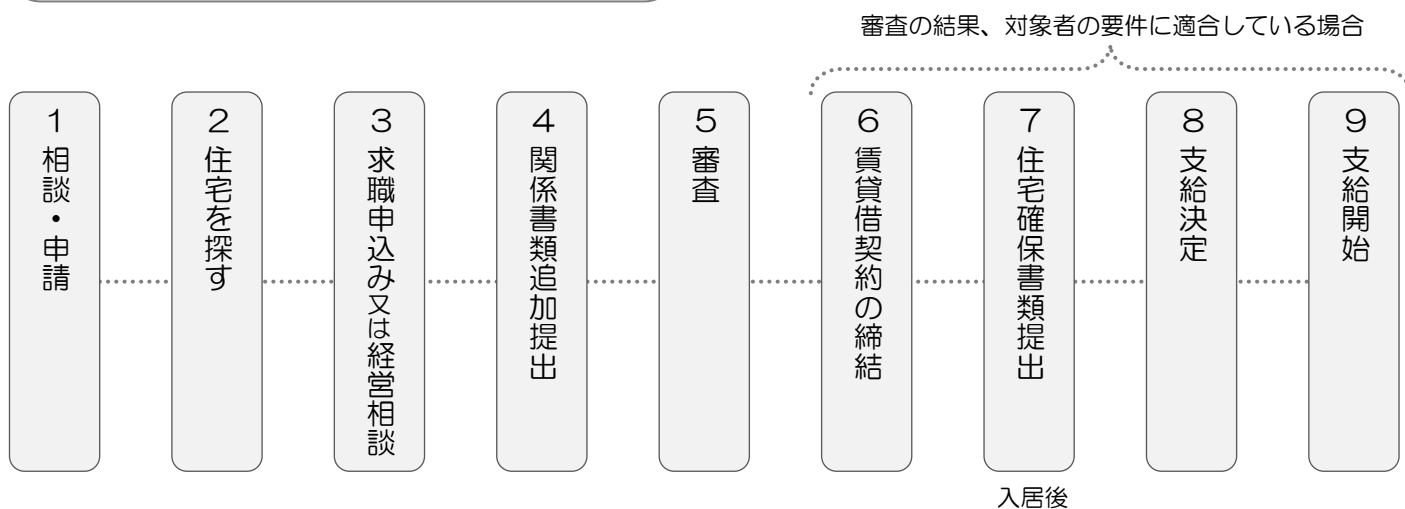 審査の結果、対象者の要件に適合している場合
1 相談・申請
2 住宅を探す
3 求職申込み又は経営相談
4 関係書類追加提出
5 審査
6 賃貸借契約の締結
7 住宅確保書類提出
8 支給決定
9 支給開始
入居後